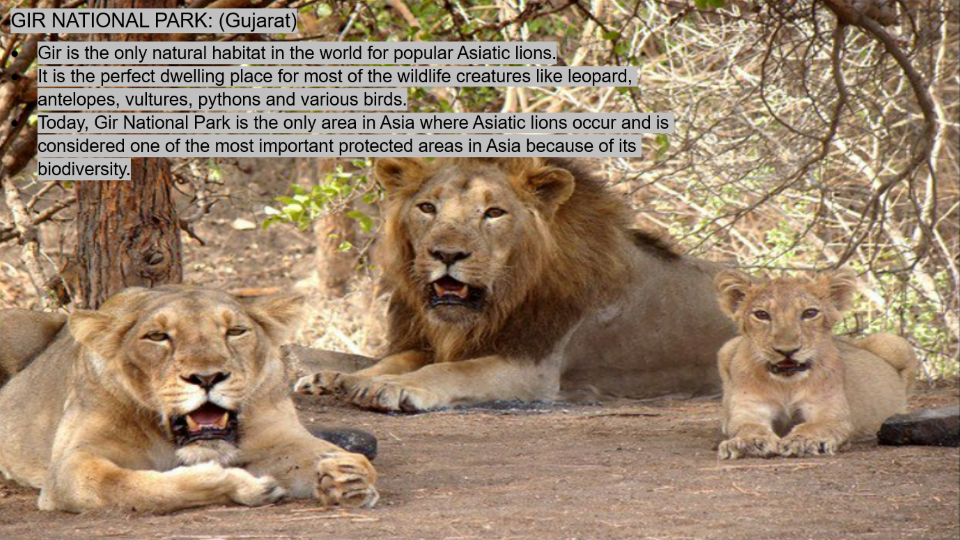 GIR NATIONAL PARK: (Gujarat)
• Gir is the only natural habitat in the world for popular Asiatic lions.
It is the perfect dwelling place for most of the wildlife creatures like leopard,
antelopes, vultures, pythons and various birds.
Today, Gir National Park is the only area in Asia where Asiatic lions occur and is
considered one of the most important protected areas in Asia because of its
biodiversity.